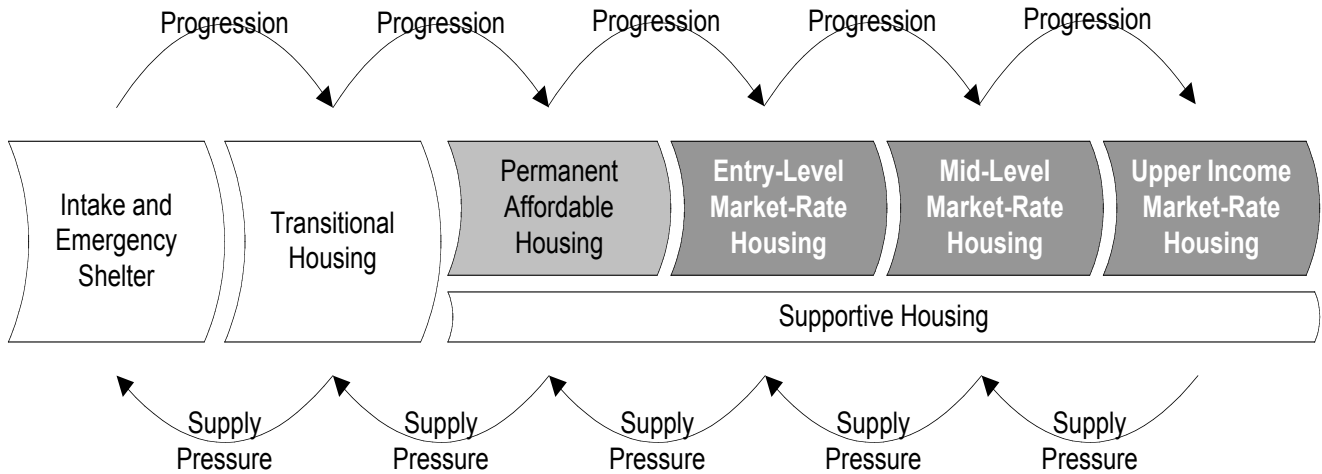 Progression
Progression
Progression
Progression
Progression
Intake and
Emergency
Shelter
Transitional
Housing
Permanent
Affordable
Housing
Entry-Level
Market-Rate
Housing
Mid-Level
Market-Rate
Housing
Upper Income
Market-Rate
Housing
Supportive Housing
Supply
Pressure
Supply
Pressure
Supply
Pressure
Supply
Pressure
Supply
Pressure